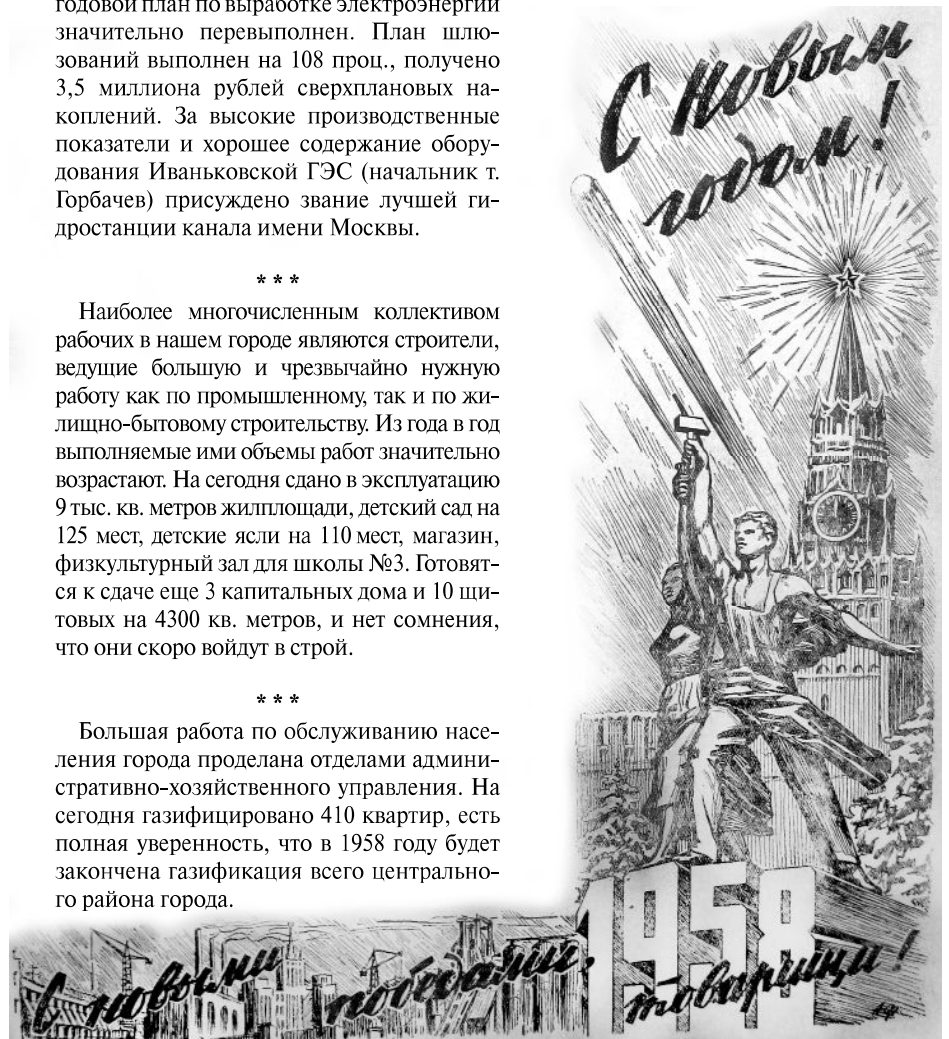 годовой план по выработке электроэнергии
значительно перевыполнен. План шлю-
зований выполнен на 108 проц., получено
3,5 миллиона рублей сверхплановых на-
коплений. За высокие производственные
показатели и хорошее содержание обору-
дования Иваньковской ГЭС (начальник т.
Горбачев) присуждено звание лучшей ги-
дростанции канала имени Москвы.
* * *
Наиболее многочисленным коллективом
рабочих в нашем городе являются строители,
ведущие большую и чрезвычайно нужную
работу как по промышленному, так и по жи-
лищно-бытовому строительству. Из года в год
выполняемые ими объемы работ значительно
возрастают. На сегодня сдано в эксплуатацию
9 тыс. кв. метров жилплощади, детский сад на
125 мест, детские ясли на 110 мест, магазин,
физкультурный зал для школы №3. Готовят-
ся к сдаче еще 3 капитальных дома и 10 щи-
товых на 4300 кв. метров, и нет сомнения,
что они скоро войдут в строй.
* * *
Большая работа по обслуживанию насе-
ления города проделана отделами админи-
стративно-хозяйственного управления. На
сегодня газифицировано 410 квартир, есть
полная уверенность, что в 1958 году будет
закончена газификация всего центрально-
го района города.
С Новым
годом!
1958
С новыми победами, товарищи!